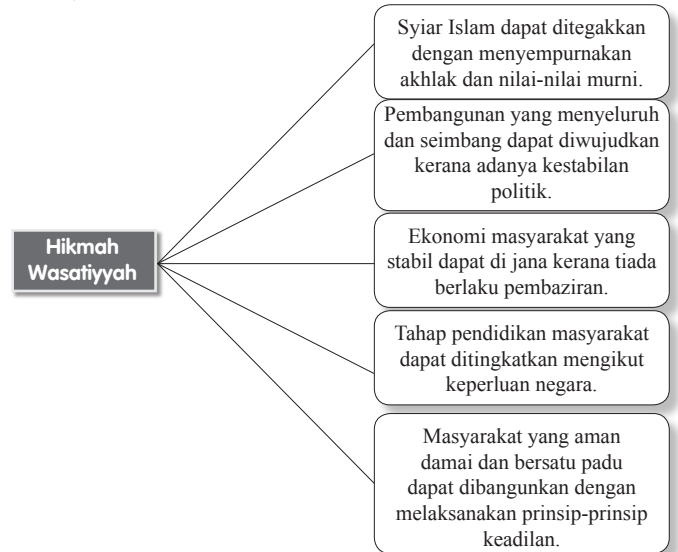 Syiar Islam dapat ditegakkan
dengan menyempurnakan
akhlak dan nilai-nilai murni.
Pembangunan yang menyeluruh
dan seimbang dapat diwujudkan
kerana adanya kestabilan
politik.
Hikmah
Wasatiyyah
Ekonomi masyarakat yang
stabil dapat di jana kerana tiada
berlaku pembaziran.
Tahap pendidikan masyarakat
dapat ditingkatkan mengikut
keperluan negara.
Masyarakat yang aman
damai dan bersatu padu
dapat dibangunkan dengan
melaksanakan prinsip-prinsip
keadilan.